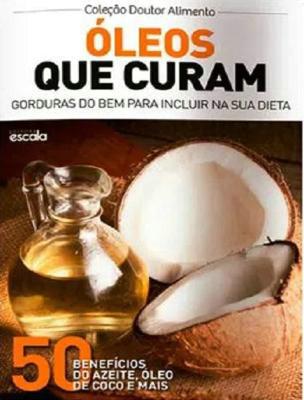 Coleção Doutor Alimento
ÓLEOS
QUE CURAM
GORDURAS DO BEM PARA INCLUIR NA SUA DIETA
escala
50 BENEFÍCIOS
DO AZEITE, ÓLEO
DE COCO E MAIS